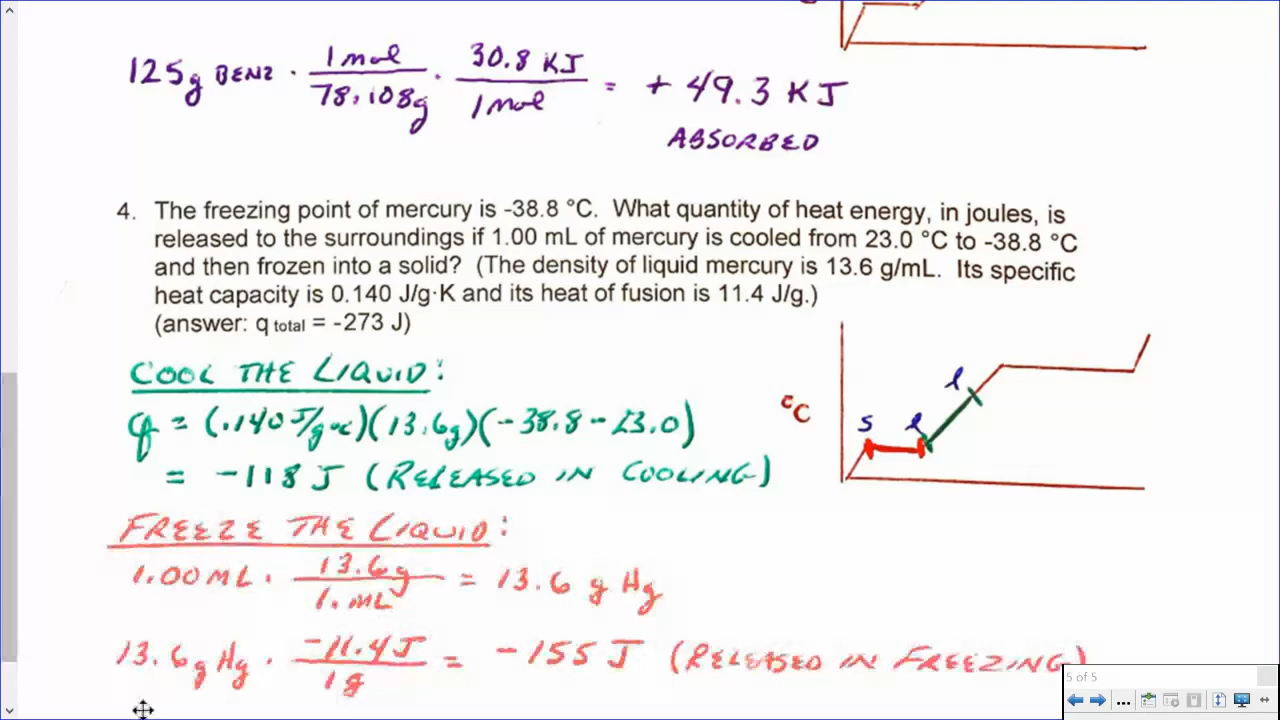 125g BENZ · 1 mol / 78.108g · 30.8 KJ / 1 mol = + 49.3 KJ
ABSORBED
4. The freezing point of mercury is -38.8 °C. What quantity of heat energy, in joules, is
released to the surroundings if 1.00 mL of mercury is cooled from 23.0 °C to -38.8 °C
and then frozen into a solid? (The density of liquid mercury is 13.6 g/mL. Its specific
heat capacity is 0.140 J/g·K and its heat of fusion is 11.4 J/g.)
(answer: q total = -273 J)
COOL THE LIQUID:
q = (.140 J/g°C)(13.6g)(-38.8 - 23.0)
= -118 J (RELEASED IN COOLING)
°C
s
l
l
FREEZE THE LIQUID:
1.00 ML · 13.6g / 1. ML = 13.6 g Hg
13.6g Hg · -11.4 J / 1g = -155 J (RELEASED IN FREEZING)
5 of 5